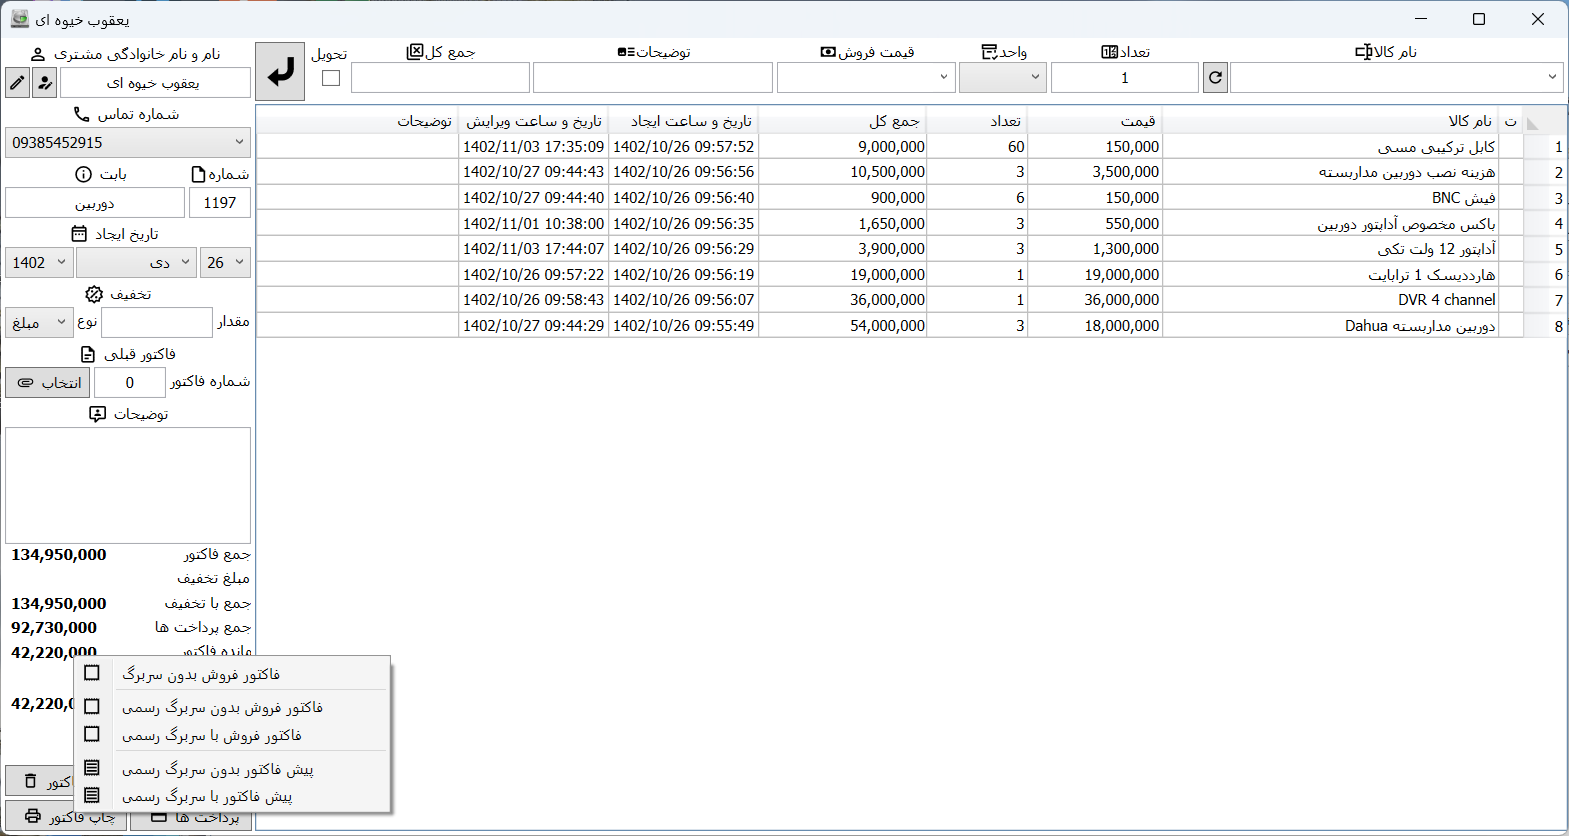 یعقوب خیوه ای
نام کالا
تعداد
واحد
قیمت فروش
توضیحات
جمع کل
تحویل
1
ت
نام کالا
قیمت
تعداد
جمع کل
تاریخ و ساعت ایجاد
تاریخ و ساعت ویرایش
توضیحات
1 کابل ترکیبی مسی 150,000 60 9,000,000 1402/10/26 09:57:52 1402/11/03 17:35:09
2 هزینه نصب دوربین مداربسته 3,500,000 3 10,500,000 1402/10/26 09:56:56 1402/10/27 09:44:43
3 فیش BNC 150,000 6 900,000 1402/10/26 09:56:40 1402/10/27 09:44:40
4 باکس مخصوص آداپتور دوربین 550,000 3 1,650,000 1402/10/26 09:56:35 1402/11/01 10:38:00
5 آداپتور 12 ولت تکی 1,300,000 3 3,900,000 1402/10/26 09:56:29 1402/11/03 17:44:07
6 هارددیسک 1 ترابایت 19,000,000 1 19,000,000 1402/10/26 09:56:19 1402/10/26 09:57:22
7 DVR 4 channel 36,000,000 1 36,000,000 1402/10/26 09:56:07 1402/10/26 09:58:43
8 دوربین مداربسته Dahua 18,000,000 3 54,000,000 1402/10/26 09:55:49 1402/10/27 09:44:29
نام و نام خانوادگی مشتری
یعقوب خیوه ای
شماره تماس
09385452915
شماره
بابت
1197
دوربین
تاریخ ایجاد
26 دی 1402
تخفیف
مقدار
نوع
مبلغ
فاکتور قبلی
شماره فاکتور 0
انتخاب
توضیحات
جمع فاکتور 134,950,000
مبلغ تخفیف
جمع با تخفیف 134,950,000
جمع پرداخت ها 92,730,000
مانده فاکتور 42,220,000
42,220,0
فاکتور فروش بدون سربرگ
فاکتور فروش بدون سربرگ رسمی
فاکتور فروش با سربرگ رسمی
پیش فاکتور بدون سربرگ رسمی
پیش فاکتور با سربرگ رسمی
پرداخت ها
چاپ فاکتور